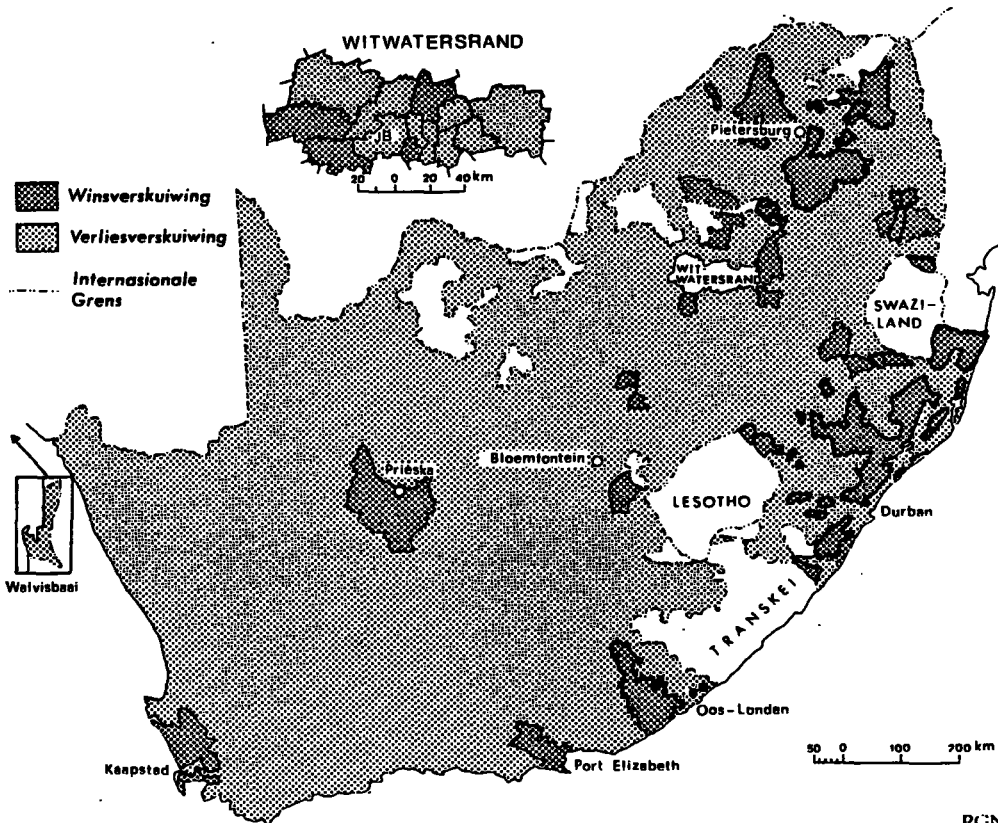 WITWATERSRAND
JB
20 0 20 40 km
Winsverskuiwing
Verliesverskuiwing
Internasionale
Grens
Pietersburg
WIT-
WATERSRAND
SWAZI-
LAND
Prieska
Bloemfontein
LESOTHO
Durban
Walvisbaai
TRANSKEI
Oos-Londen
Kaapstad
Port Elizabeth
50 0 100 200 km
RGN